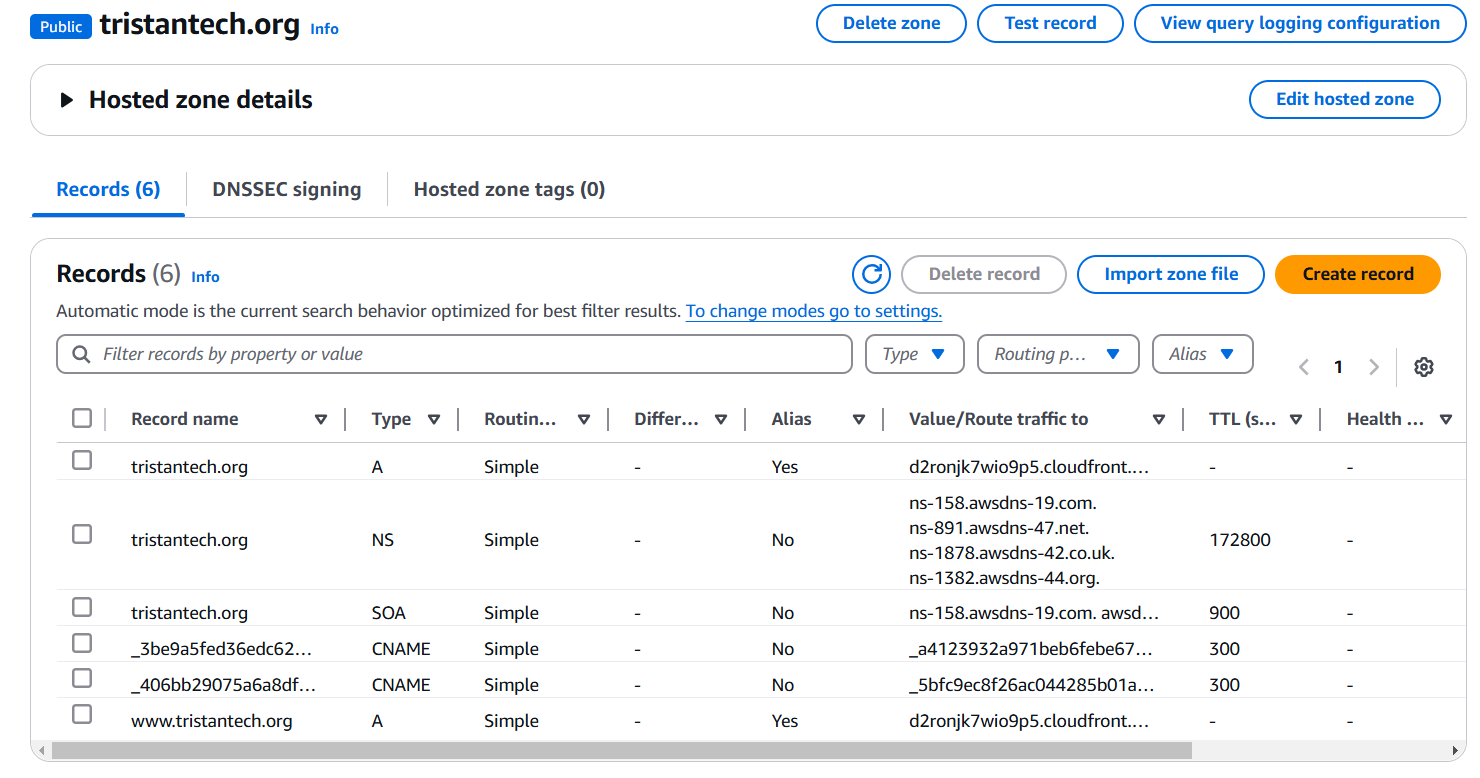 Public tristantech.org Info Delete zone Test record View query logging configuration
Hosted zone details Edit hosted zone
Records (6) DNSSEC signing Hosted zone tags (0)
Records (6) Info Delete record Import zone file Create record
Automatic mode is the current search behavior optimized for best filter results. To change modes go to settings.
Filter records by property or value Type Routing p... Alias 1
Record name Type Routin... Differ... Alias Value/Route traffic to TTL (s... Health ...
tristantech.org A Simple - Yes d2ronjk7wio9p5.cloudfront.... - -
ns-158.awsdns-19.com.
ns-891.awsdns-47.net.
tristantech.org NS Simple - No 172800 -
ns-1878.awsdns-42.co.uk.
ns-1382.awsdns-44.org.
tristantech.org SOA Simple - No ns-158.awsdns-19.com. awsd... 900 -
_3be9a5fed36edc62... CNAME Simple - No _a4123932a971beb6febe67... 300 -
_406bb29075a6a8df... CNAME Simple - No _5bfc9ec8f26ac044285b01a... 300 -
www.tristantech.org A Simple - Yes d2ronjk7wio9p5.cloudfront.... - -